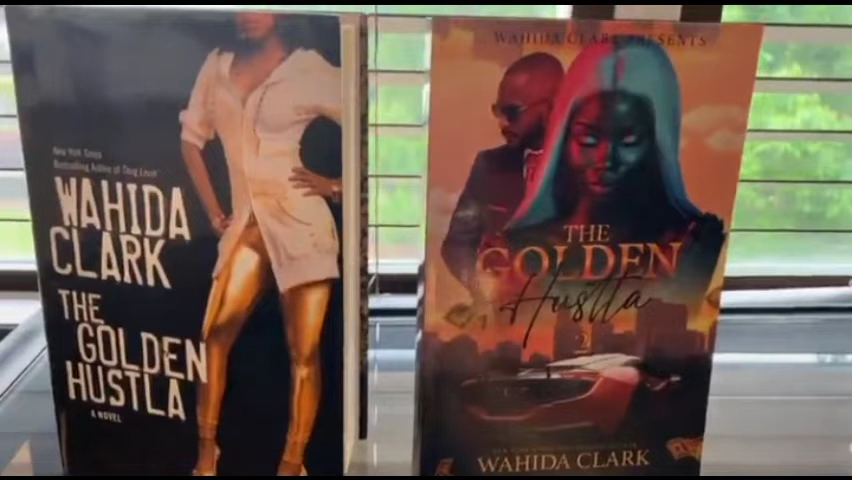 New York Times
Bestselling Author of Thug Lovin'
WAHIDA
CLARK
THE
GOLDEN
HUSTLA
A NOVEL
WAHIDA CLARK PRESENTS
THE
GOLDEN
Hustla
2
WAHIDA CLARK